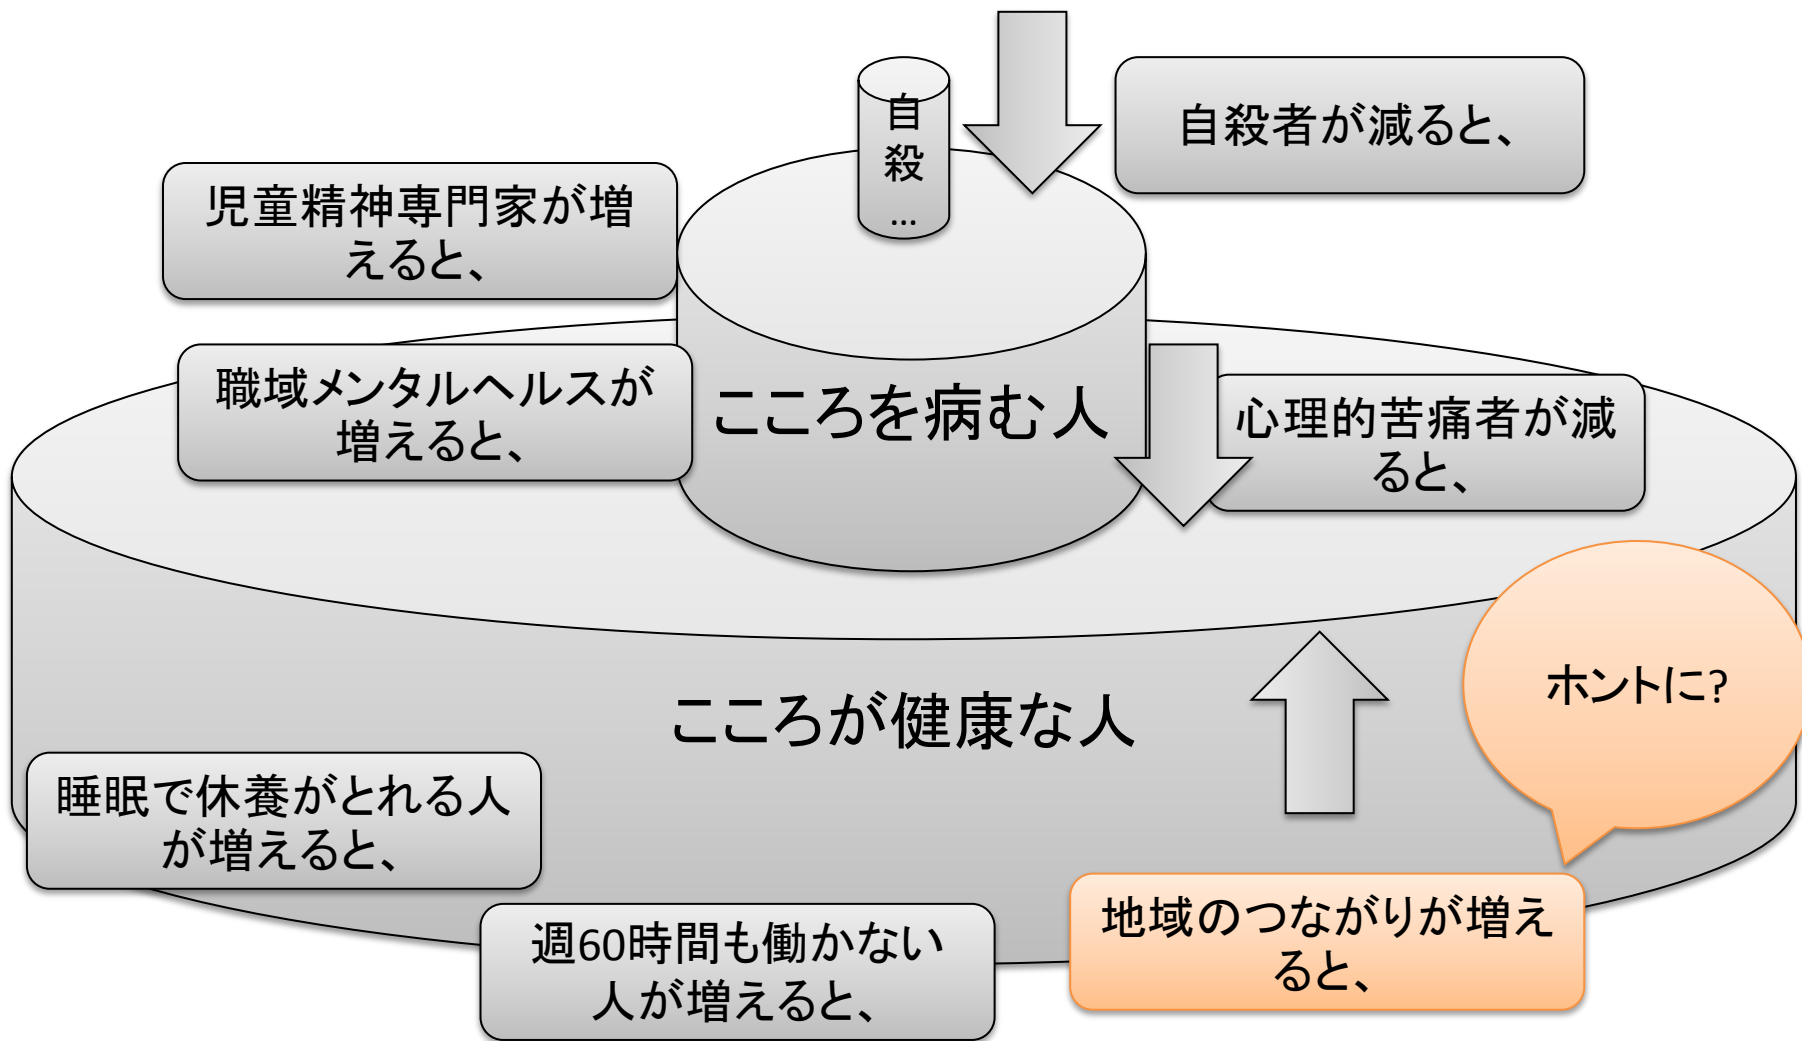 自
殺
…
自殺者が減ると、
児童精神専門家が増
えると、
職域メンタルヘルスが
増えると、
こころを病む人
心理的苦痛者が減
ると、
ホントに?
こころが健康な人
睡眠で休養がとれる人
が増えると、
週60時間も働かない
人が増えると、
地域のつながりが増え
ると、